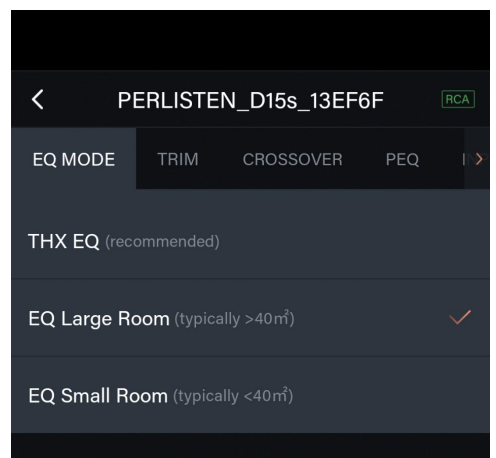 PERLISTEN_D15s_13EF6F
RCA
EQ MODE TRIM CROSSOVER PEQ
THX EQ (recommended)
EQ Large Room (typically >40㎡)
EQ Small Room (typically <40㎡)